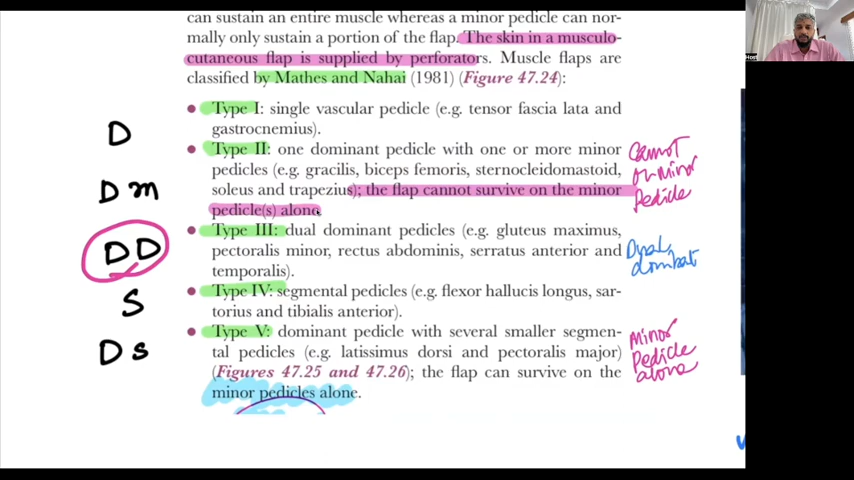 can sustain an entire muscle whereas a minor pedicle can nor-
mally only sustain a portion of the flap. The skin in a musculo-
cutaneous flap is supplied by perforators. Muscle flaps are
classified by Mathes and Nahai (1981) (Figure 47.24):
● Type I: single vascular pedicle (e.g. tensor fascia lata and
gastrocnemius).
● Type II: one dominant pedicle with one or more minor
pedicles (e.g. gracilis, biceps femoris, sternocleidomastoid,
soleus and trapezius); the flap cannot survive on the minor
pedicle(s) alone.
● Type III: dual dominant pedicles (e.g. gluteus maximus,
pectoralis minor, rectus abdominis, serratus anterior and
temporalis).
● Type IV: segmental pedicles (e.g. flexor hallucis longus, sar-
torius and tibialis anterior).
● Type V: dominant pedicle with several smaller segmen-
tal pedicles (e.g. latissimus dorsi and pectoralis major)
(Figures 47.25 and 47.26); the flap can survive on the
minor pedicles alone.
D
D m
DD
S
D s
Cannot
on minor
Pedicle
Dual
Minor
Pedicle
alone
Host